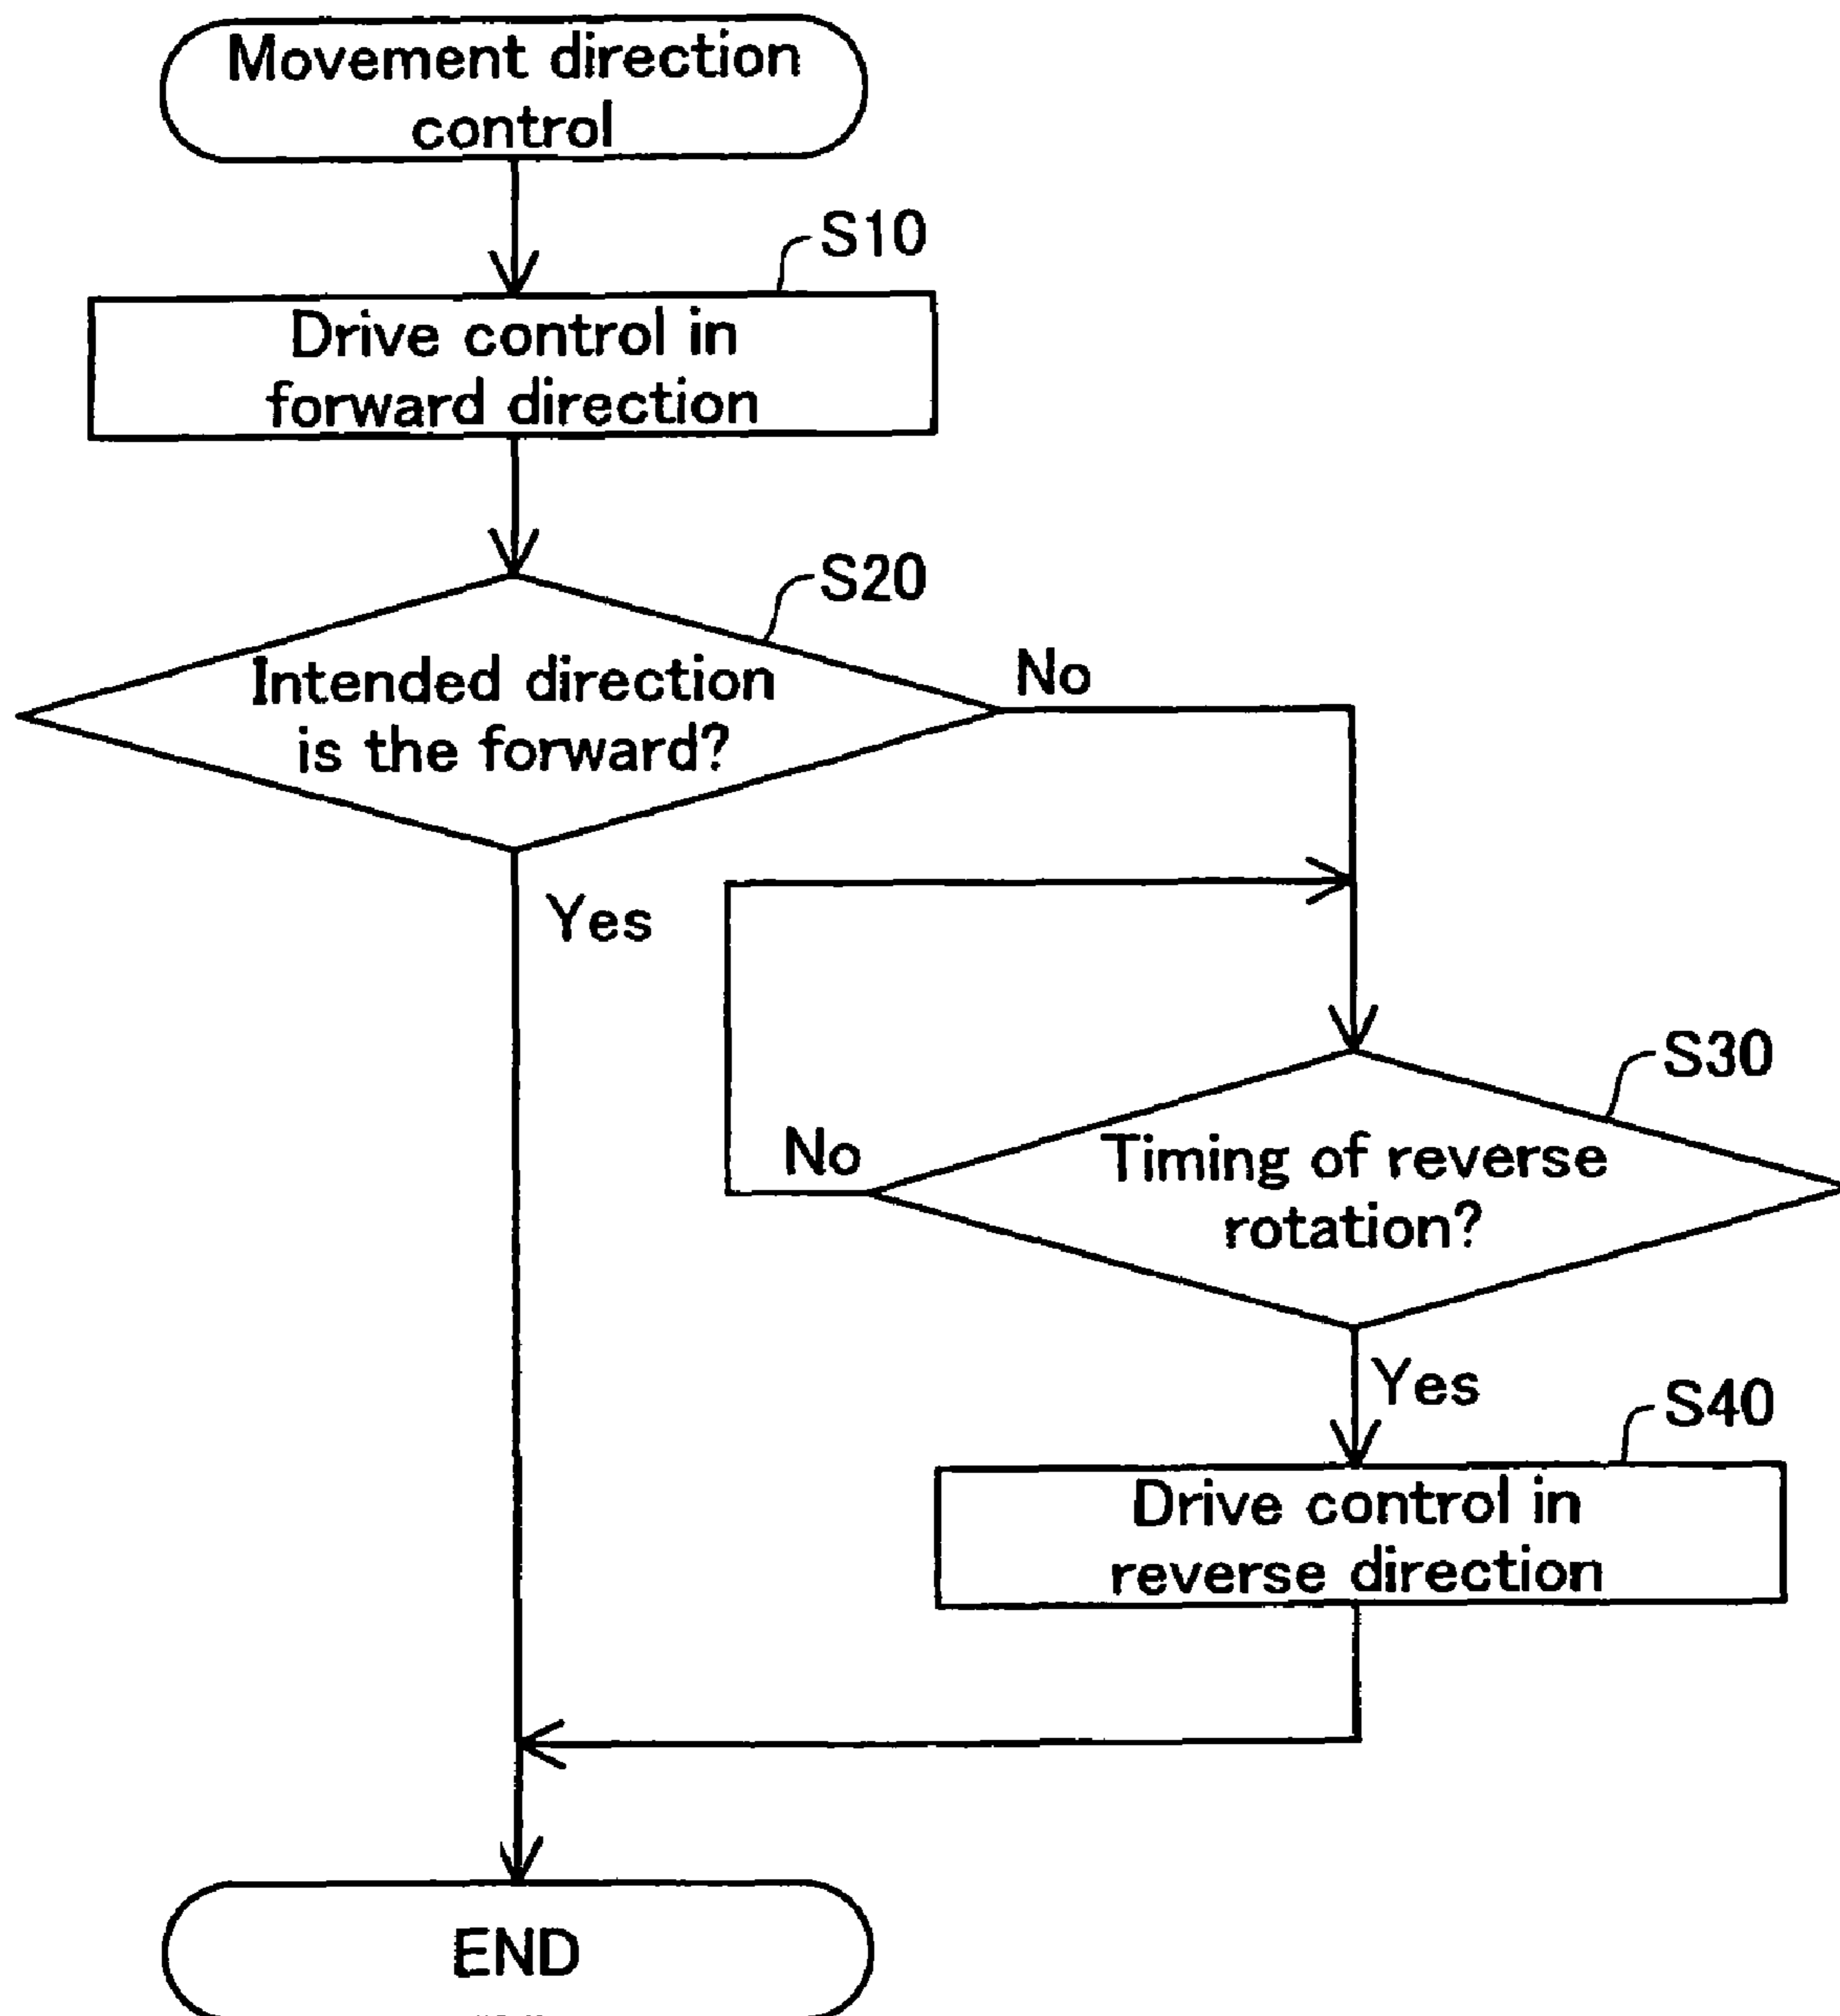 Movement direction
control
S10
Drive control in
forward direction
S20
Intended direction
is the forward?
No
Yes
S30
Timing of reverse
rotation?
No
Yes
S40
Drive control in
reverse direction
END